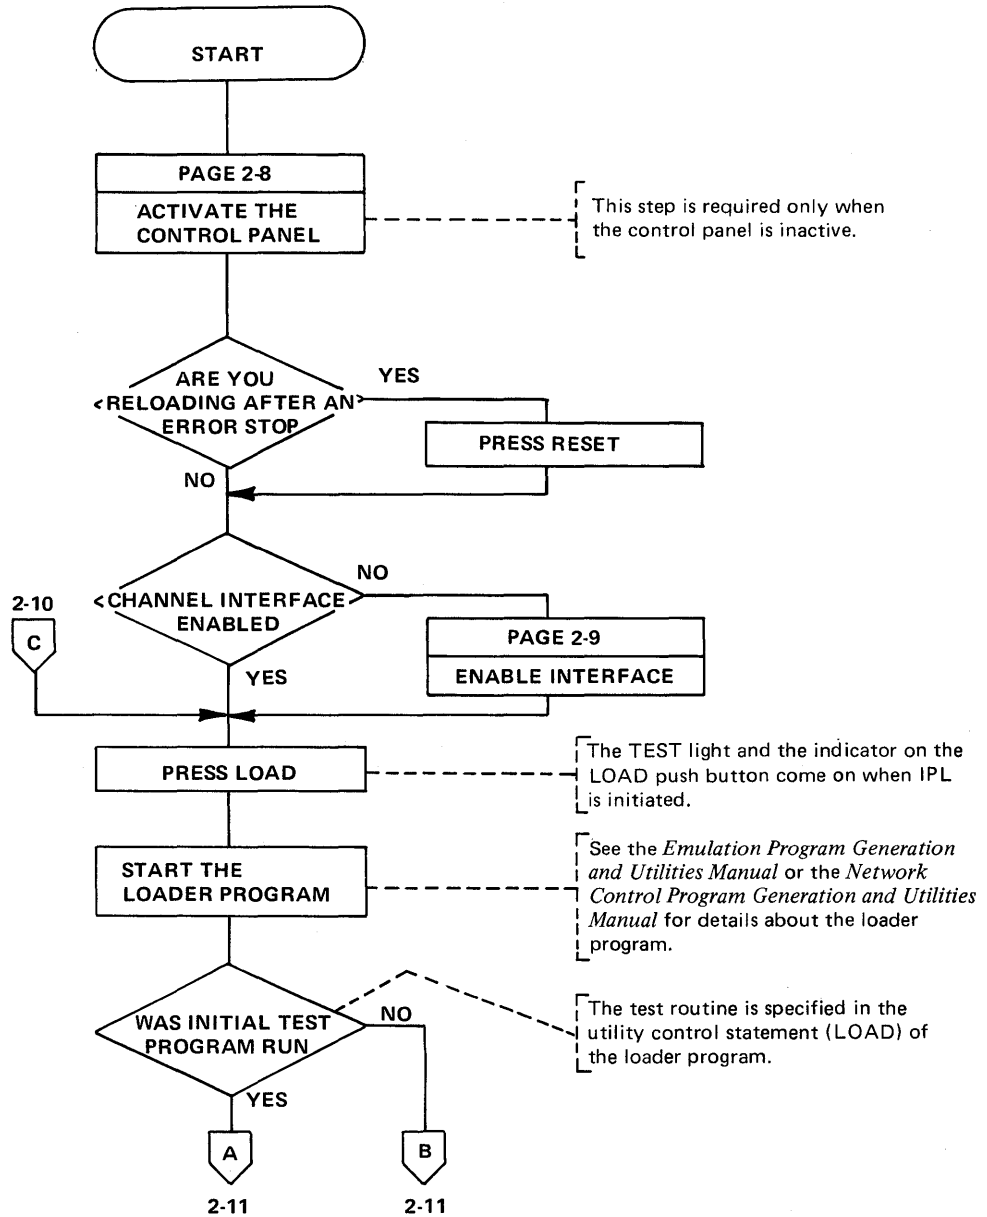 START
PAGE 2-8
ACTIVATE THE
CONTROL PANEL
This step is required only when
the control panel is inactive.
ARE YOU
RELOADING AFTER AN
ERROR STOP
YES
PRESS RESET
NO
CHANNEL INTERFACE
ENABLED
NO
2-10
C
PAGE 2-9
ENABLE INTERFACE
YES
PRESS LOAD
The TEST light and the indicator on the
LOAD push button come on when IPL
is initiated.
START THE
LOADER PROGRAM
See the Emulation Program Generation
and Utilities Manual or the Network
Control Program Generation and Utilities
Manual for details about the loader
program.
WAS INITIAL TEST
PROGRAM RUN
NO
The test routine is specified in the
utility control statement (LOAD) of
the loader program.
YES
A
B
2-11
2-11